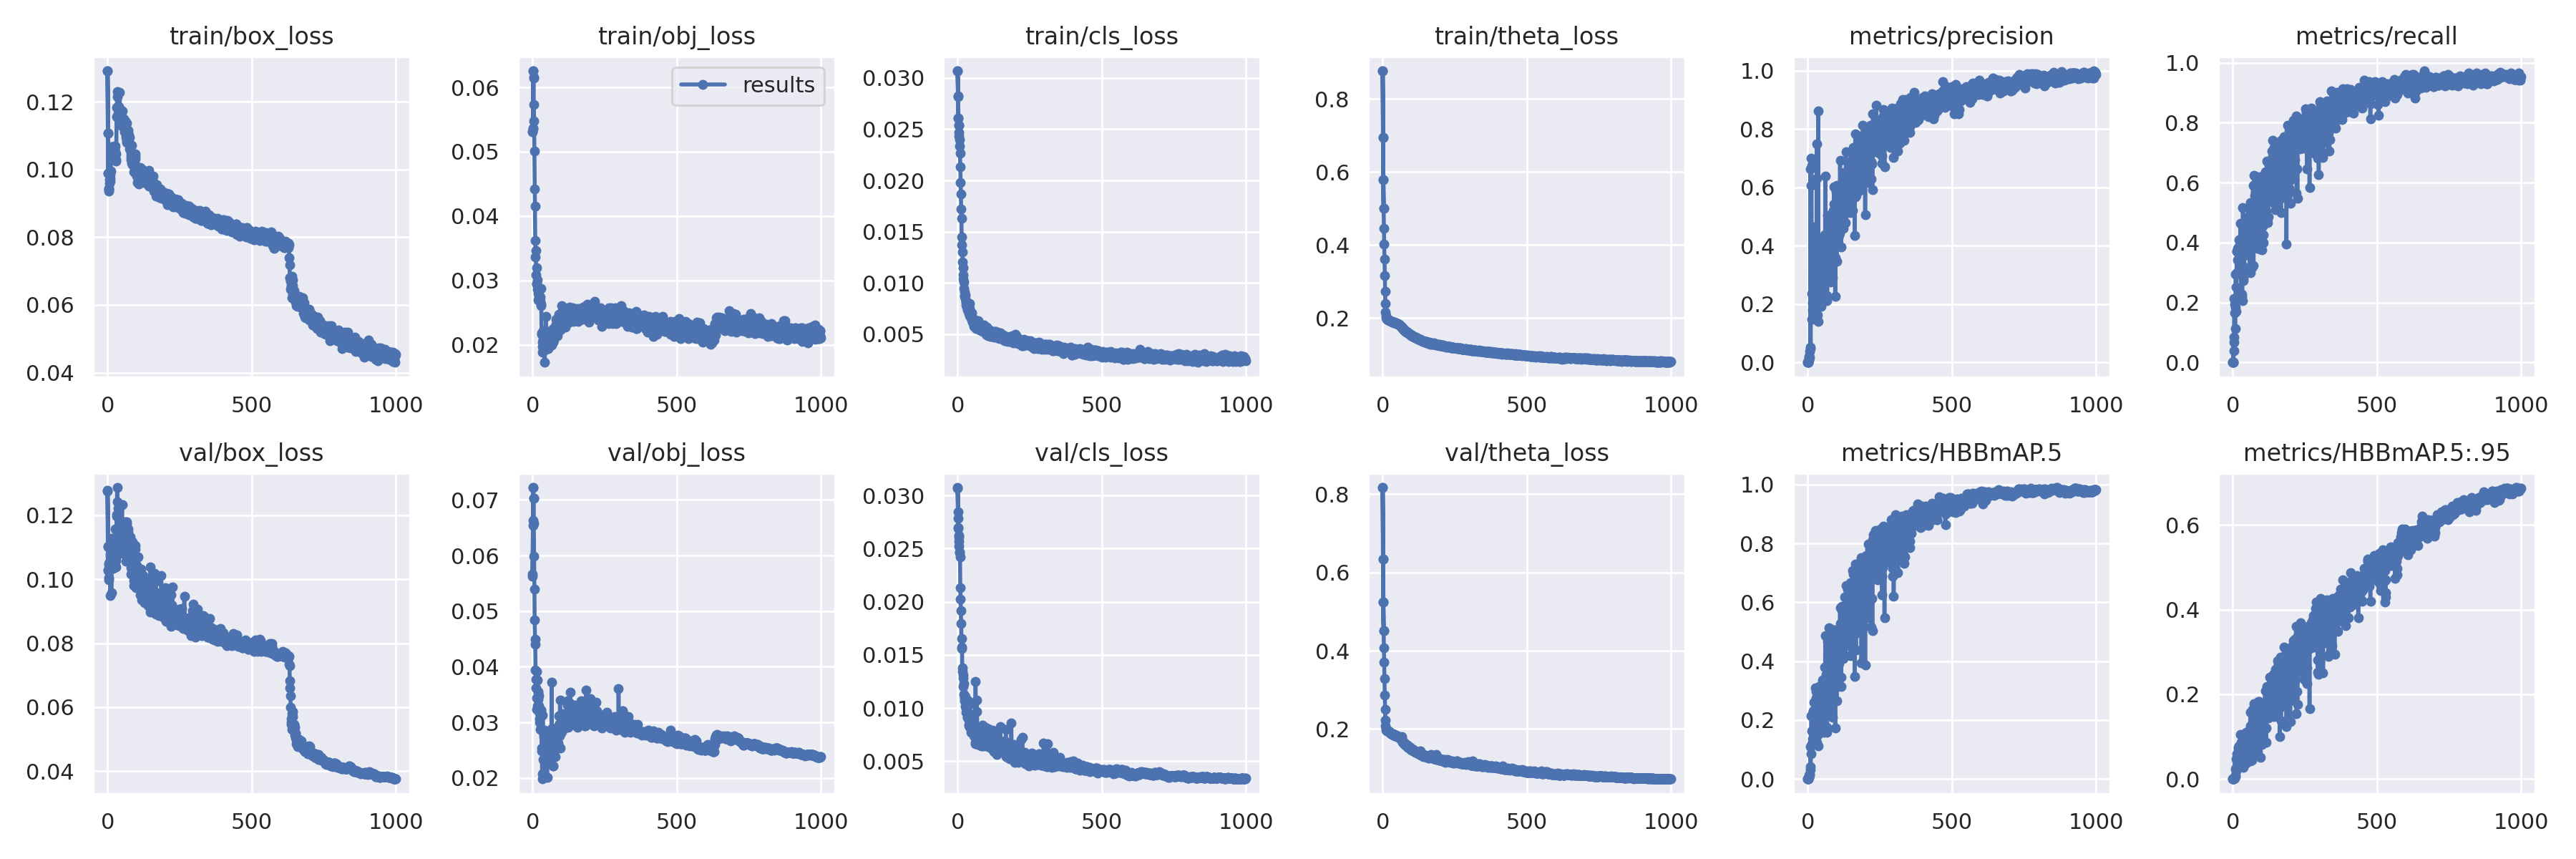 train/box_loss
0.12
0.10
0.08
0.06
0.04
0 500 1000
train/obj_loss
results
0.06
0.05
0.04
0.03
0.02
0 500 1000
train/cls_loss
0.030
0.025
0.020
0.015
0.010
0.005
0 500 1000
train/theta_loss
0.8
0.6
0.4
0.2
0 500 1000
metrics/precision
1.0
0.8
0.6
0.4
0.2
0.0
0 500 1000
metrics/recall
1.0
0.8
0.6
0.4
0.2
0.0
0 500 1000
val/box_loss
0.12
0.10
0.08
0.06
0.04
0 500 1000
val/obj_loss
0.07
0.06
0.05
0.04
0.03
0.02
0 500 1000
val/cls_loss
0.030
0.025
0.020
0.015
0.010
0.005
0 500 1000
val/theta_loss
0.8
0.6
0.4
0.2
0 500 1000
metrics/HBBmAP.5
1.0
0.8
0.6
0.4
0.2
0.0
0 500 1000
metrics/HBBmAP.5:.95
0.6
0.4
0.2
0.0
0 500 1000